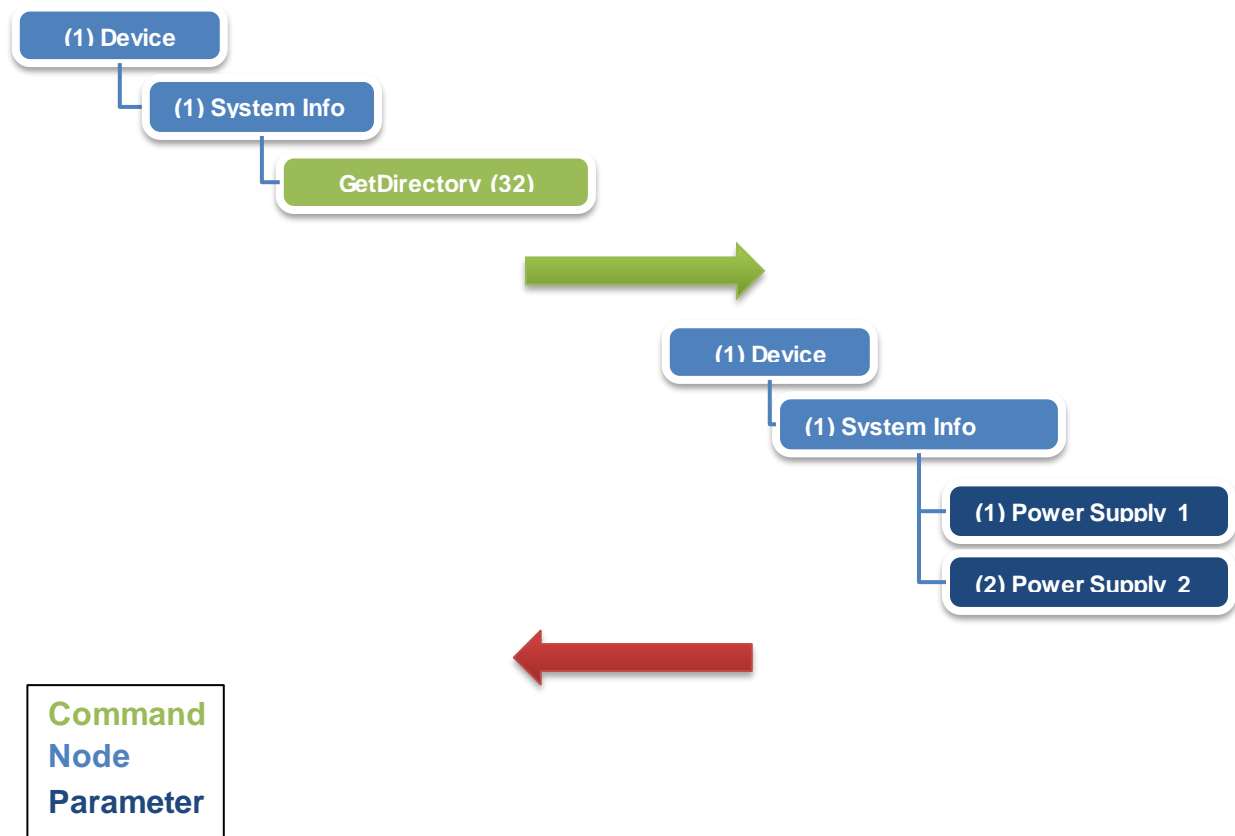 (1) Device
(1) System Info
GetDirectory (32)
(1) Device
(1) System Info
(1) Power Supply 1
(2) Power Supply 2
Command
Node
Parameter